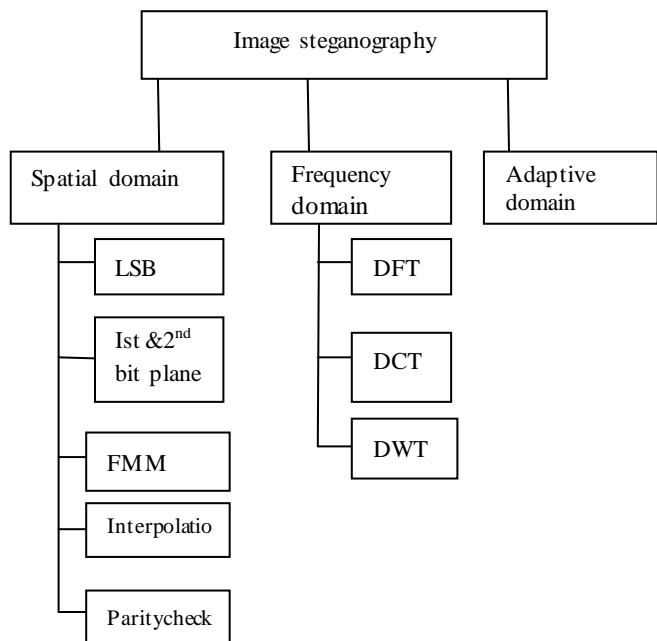 Image steganography
Spatial domain
Frequency
domain
Adaptive
domain
LSB
DFT
Ist &2nd
bit plane
DCT
FMM
DWT
Interpolatio
Paritycheck